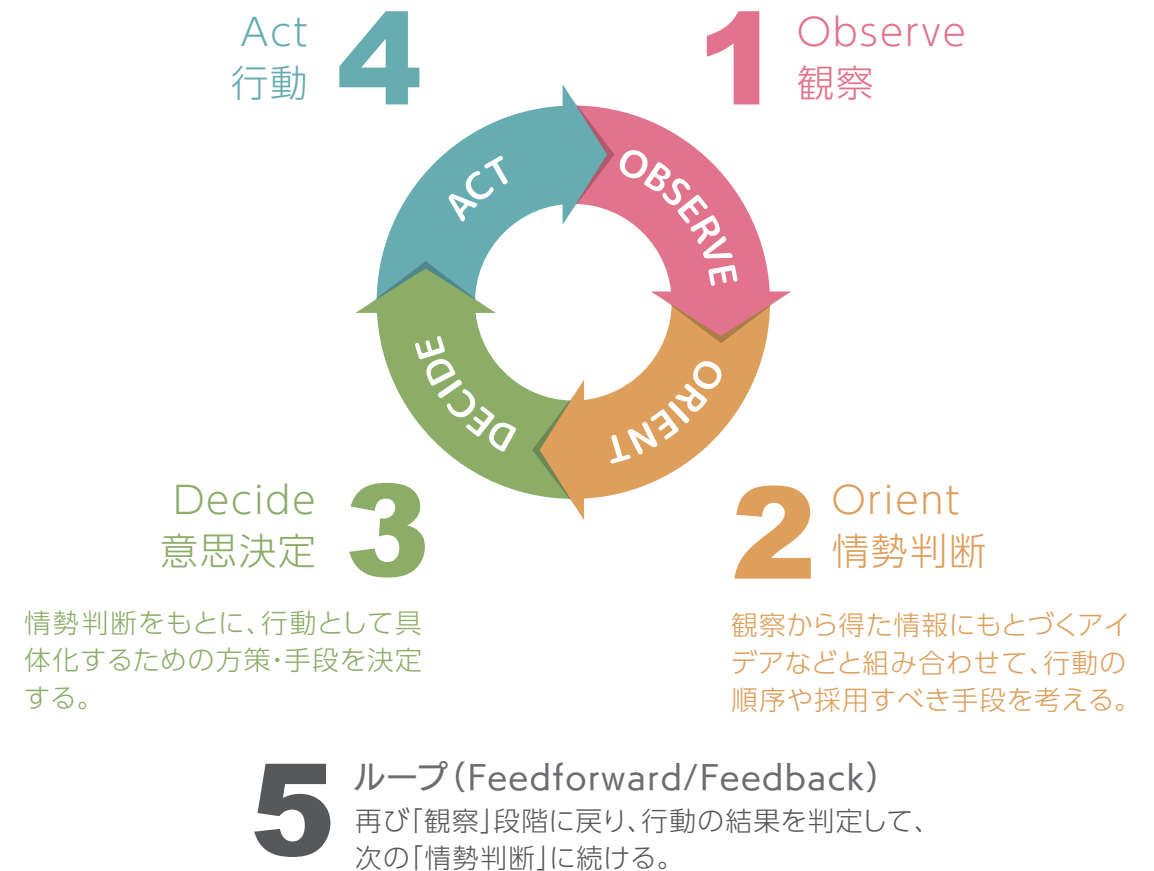 1
Observe
観察
2
Orient
情勢判断
観察から得た情報にもとづくアイ
デアなどと組み合わせて、行動の
順序や採用すべき手段を考える。
3
Decide
意思決定
情勢判断をもとに、行動として具
体化するための方策・手段を決定
する。
4
Act
行動
OBSERVE
ORIENT
DECIDE
ACT
5
ループ(Feedforward/Feedback)
再び「観察」段階に戻り、行動の結果を判定して、
次の「情勢判断」に続ける。